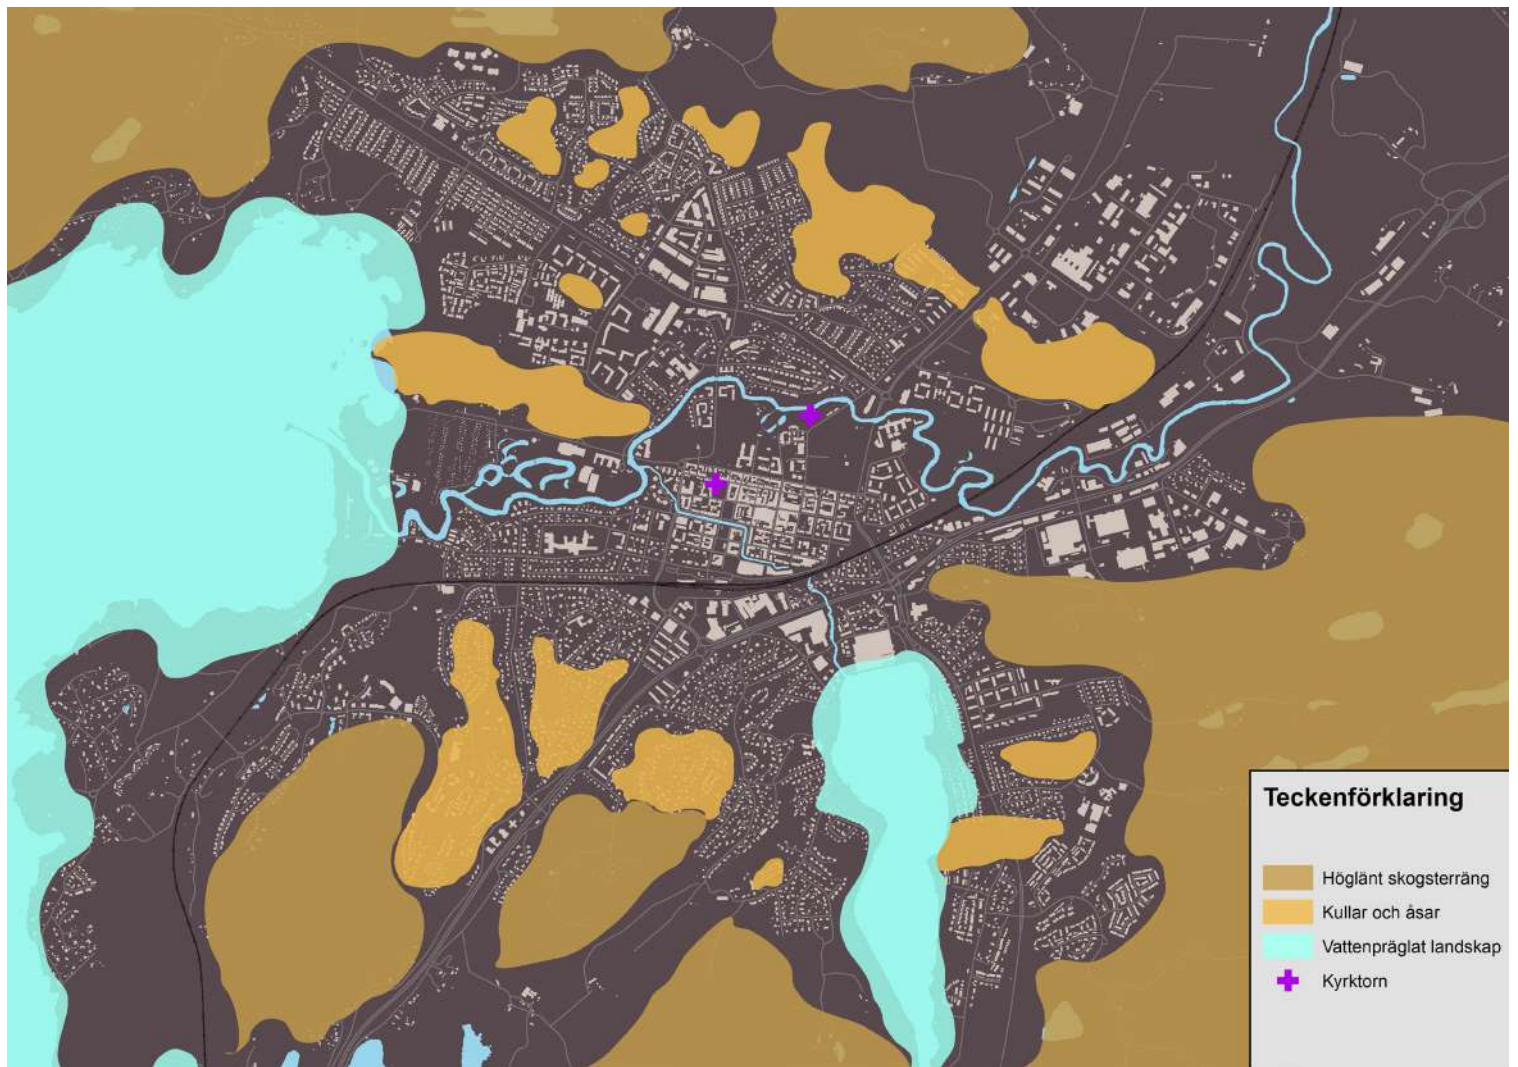 Teckenförklaring
Höglänt skogsterräng
Kullar och åsar
Vattenpräglat landskap
Kyrktorn